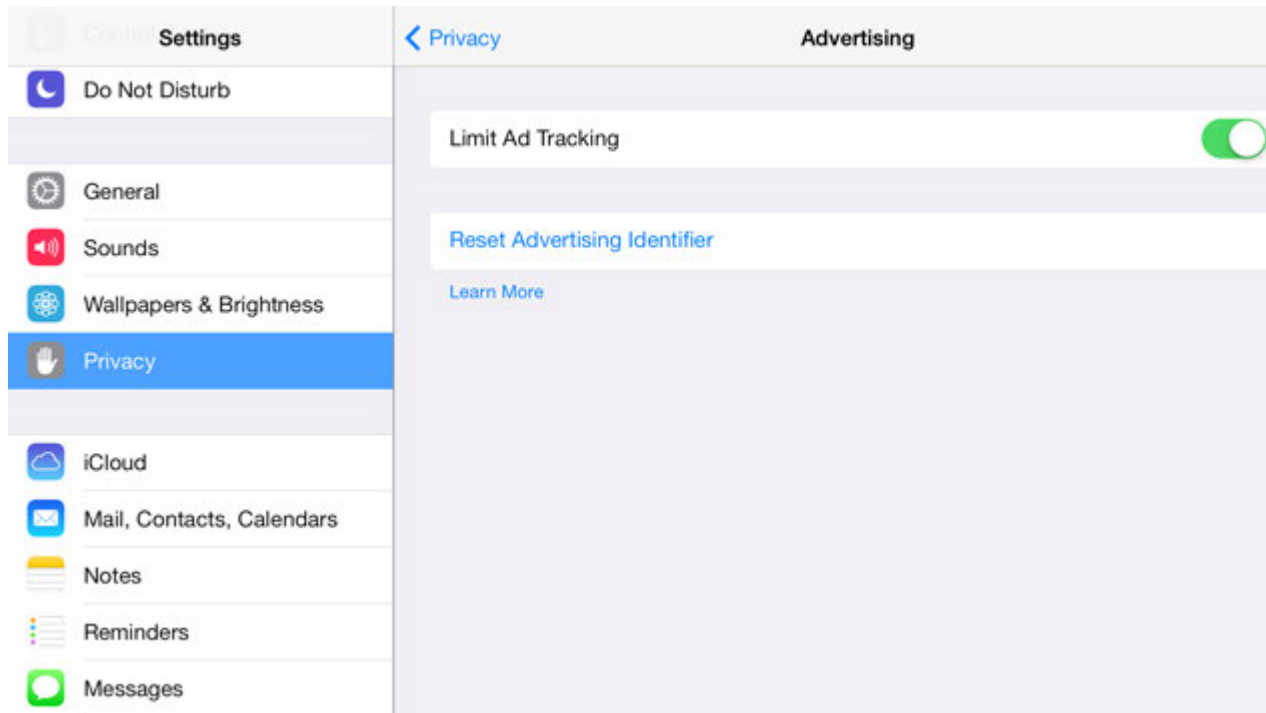 Control
Settings
Do Not Disturb
General
Sounds
Wallpapers & Brightness
Privacy
iCloud
Mail, Contacts, Calendars
Notes
Reminders
Messages
Privacy
Advertising
Limit Ad Tracking
Reset Advertising Identifier
Learn More